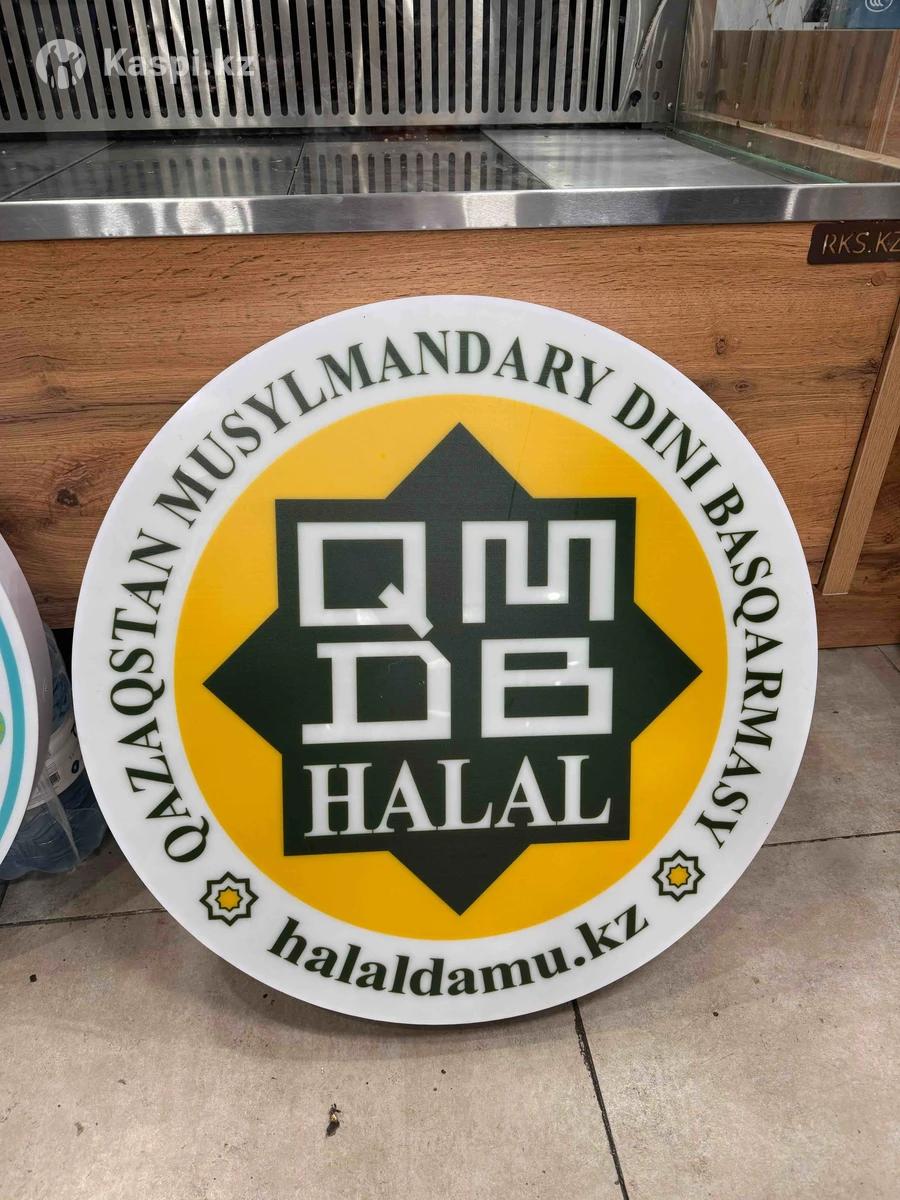 Kaspi.kz
RKS.KZ
QAZAQSTAN MUSYLMANDARY DINI BASQARMASY
QM
DB
HALAL
halaldamu.kz